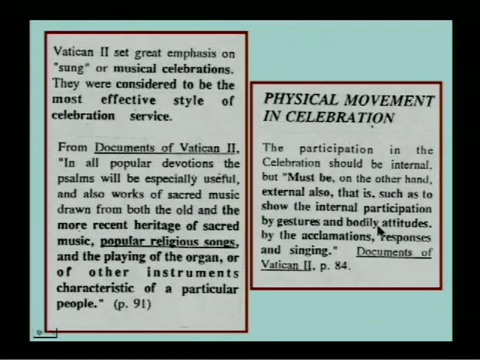 Vatican II set great emphasis on
"sung" or musical celebrations.
They were considered to be the
most effective style of
celebration service.
From Documents of Vatican II,
"In all popular devotions the
psalms will be especially useful,
and also works of sacred music
drawn from both the old and the
more recent heritage of sacred
music, popular religious songs,
and the playing of the organ, or
of other instruments
characteristic of a particular
people." (p. 91)
PHYSICAL MOVEMENT
IN CELEBRATION
The participation in the
Celebration should be internal.
but "Must be, on the other hand,
external also, that is, such as to
show the internal participation
by gestures and bodily attitudes.
by the acclamations, responses
and singing." Documents of
Vatican II, p. 84.